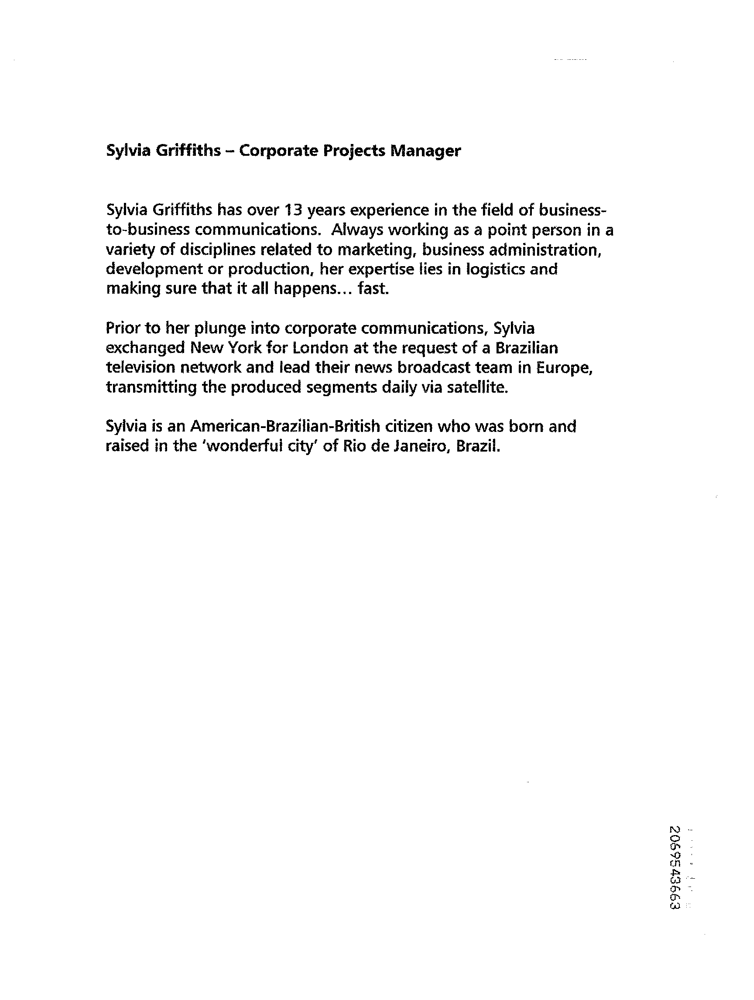 Sylvia Griffiths – Corporate Projects Manager
Sylvia Griffiths has over 13 years experience in the field of business-
to-business communications.  Always working as a point person in a
variety of disciplines related to marketing, business administration,
development or production, her expertise lies in logistics and
making sure that it all happens... fast.
Prior to her plunge into corporate communications, Sylvia
exchanged New York for London at the request of a Brazilian
television network and lead their news broadcast team in Europe,
transmitting the produced segments daily via satellite.
Sylvia is an American-Brazilian-British citizen who was born and
raised in the 'wonderful city' of Rio de Janeiro, Brazil.
2069543663